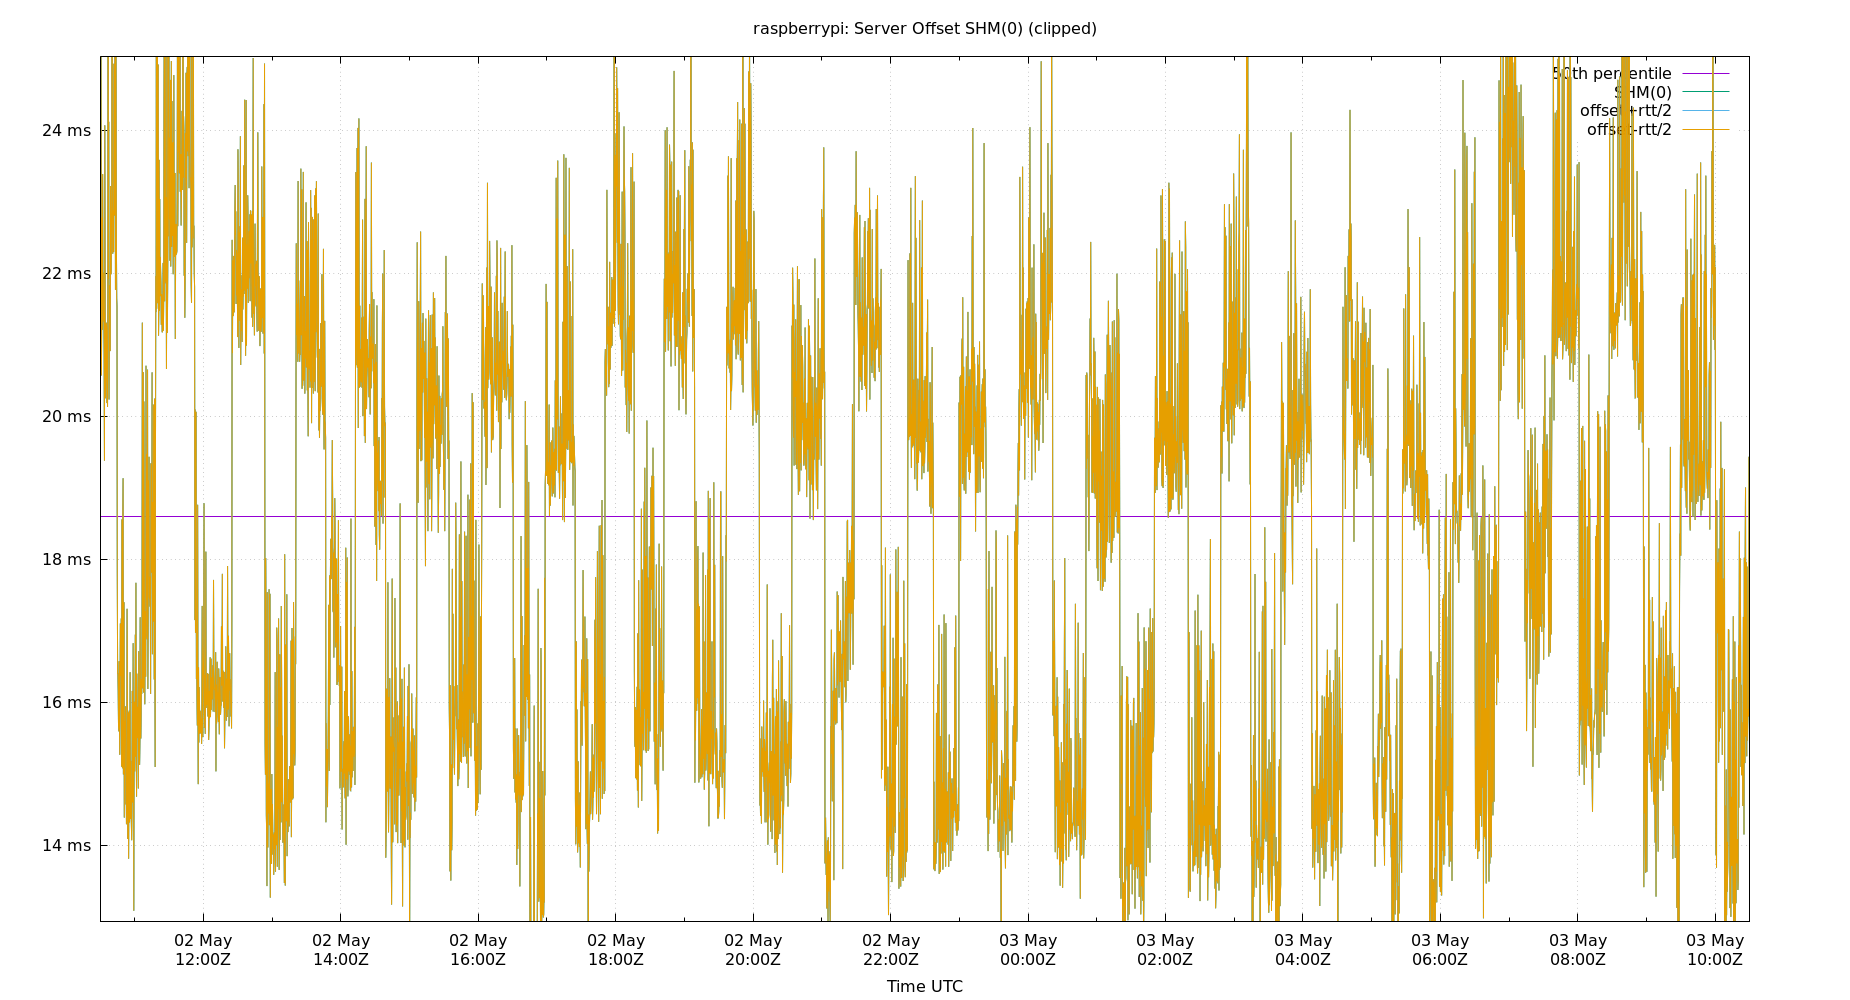 raspberrypi: Server Offset SHM(0) (clipped)
50th percentile
SHM(0)
offset+rtt/2
offset-rtt/2
24 ms
22 ms
20 ms
18 ms
16 ms
14 ms
02 May 02 May 02 May 02 May 02 May 02 May 03 May 03 May 03 May 03 May 03 May 03 May
12:00Z 14:00Z 16:00Z 18:00Z 20:00Z 22:00Z 00:00Z 02:00Z 04:00Z 06:00Z 08:00Z 10:00Z
Time UTC